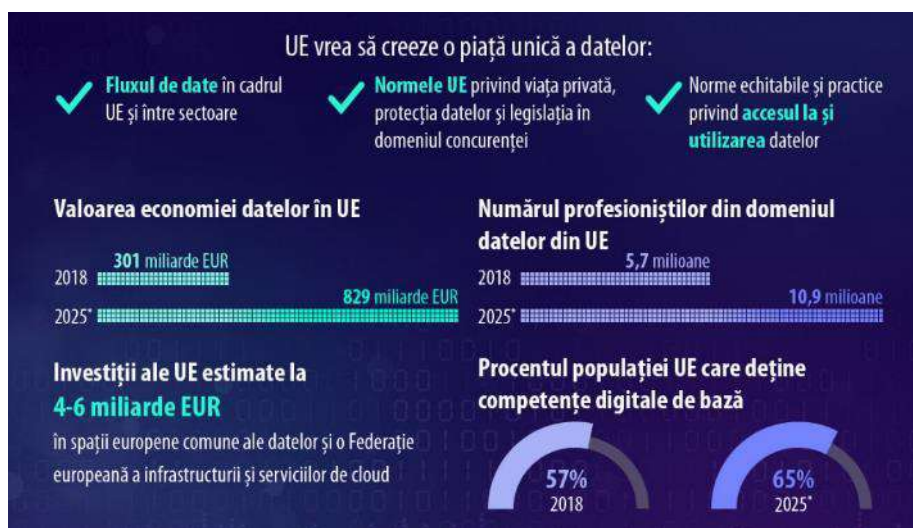 UE vrea să creeze o piață unică a datelor:
Fluxul de date în cadrul
UE și între sectoare
Normele UE privind viața privată,
protecția datelor și legislația în
domeniul concurenței
Norme echitabile și practice
privind accesul la și
utilizarea datelor
Valoarea economiei datelor în UE
301 miliarde EUR
2018
829 miliarde EUR
2025*
Numărul profesioniștilor din domeniul
datelor din UE
5,7 milioane
2018
10,9 milioane
2025*
Investiții ale UE estimate la
4-6 miliarde EUR
în spații europene comune ale datelor și o Federație
europeană a infrastructurii și serviciilor de cloud
Procentul populației UE care deține
competențe digitale de bază
57%
2018
65%
2025*